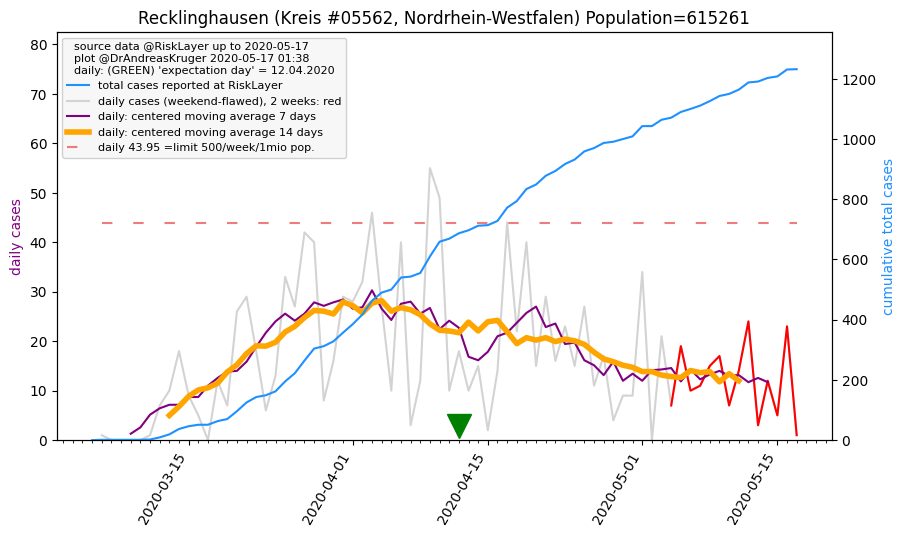 Recklinghausen (Kreis #05562, Nordrhein-Westfalen) Population=615261
source data @RiskLayer up to 2020-05-17
plot @DrAndreasKruger 2020-05-17 01:38
daily: (GREEN) 'expectation day' = 12.04.2020
total cases reported at RiskLayer
daily cases (weekend-flawed), 2 weeks: red
daily: centered moving average 7 days
daily: centered moving average 14 days
daily 43.95 =limit 500/week/1mio pop.
daily cases
80
70
60
50
40
30
20
10
0
cumulative total cases
1200
1000
800
600
400
200
0
2020-03-15
2020-04-01
2020-04-15
2020-05-01
2020-05-15